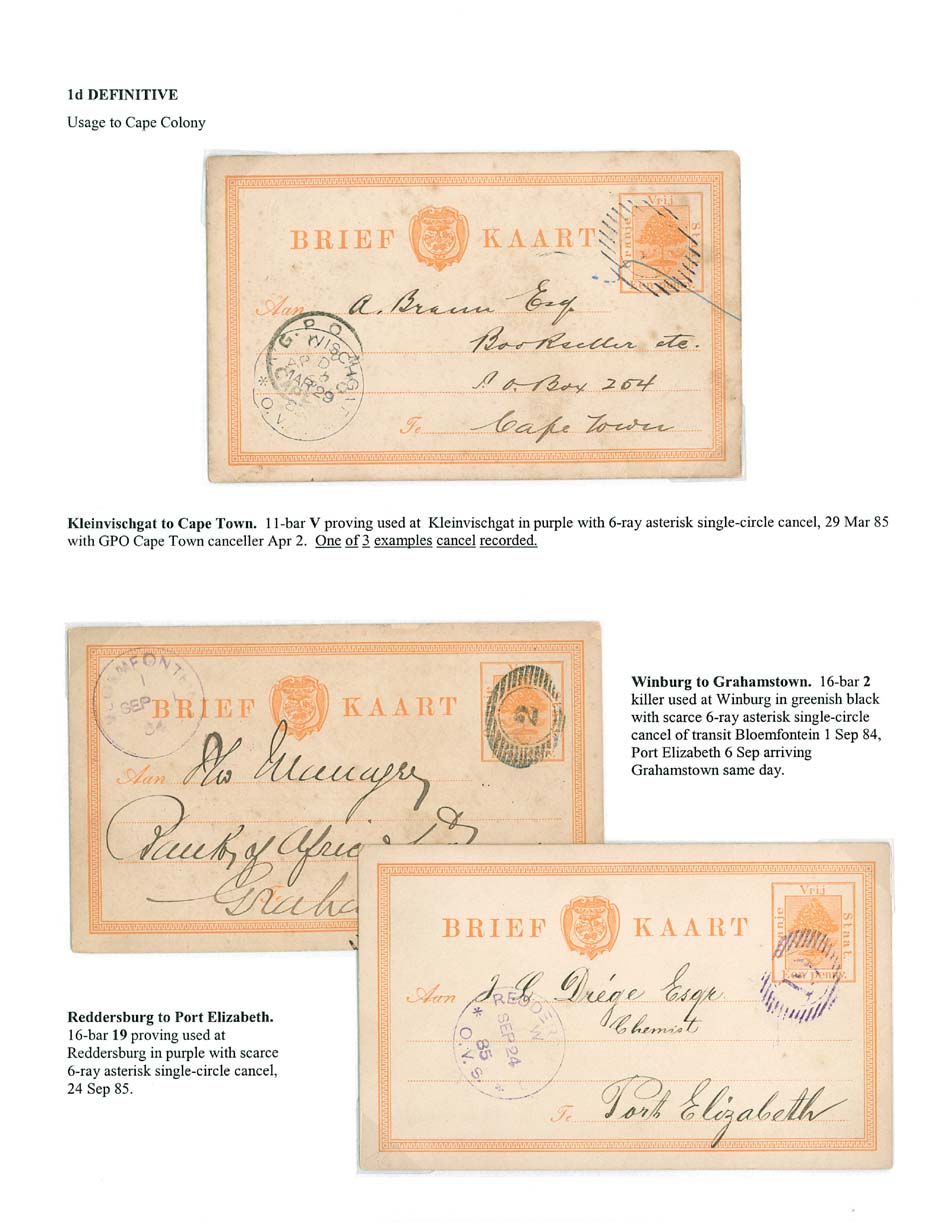 1d DEFINITIVE
Usage to Cape Colony
BRIEF KAART
Vrij
Staat
Aan A. Braun Esq.
Bookseller etc.
P.O. Box 204
Te Cape Town
G. P. O.
VISCHGAT
MAR 29
* O.V.
Kleinvischgat to Cape Town. 11-bar V proving used at Kleinvischgat in purple with 6-ray asterisk single-circle cancel, 29 Mar 85
with GPO Cape Town canceller Apr 2. One of 3 examples cancel recorded.
BLOEMFONTEIN
1
SEP
84
BRIEF KAART
2
Aan The Manager
Bank of Africa
Graha
Winburg to Grahamstown. 16-bar 2
killer used at Winburg in greenish black
with scarce 6-ray asterisk single-circle
cancel of transit Bloemfontein 1 Sep 84,
Port Elizabeth 6 Sep arriving
Grahamstown same day.
BRIEF KAART
Vrij
Oranje
Staat
Een penny.
Aan J L Drége Esqr
Chemist
Te Port Elizabeth
REDDER
SEP 24
85
* O.V.S. *
Reddersburg to Port Elizabeth.
16-bar 19 proving used at
Reddersburg in purple with scarce
6-ray asterisk single-circle cancel,
24 Sep 85.